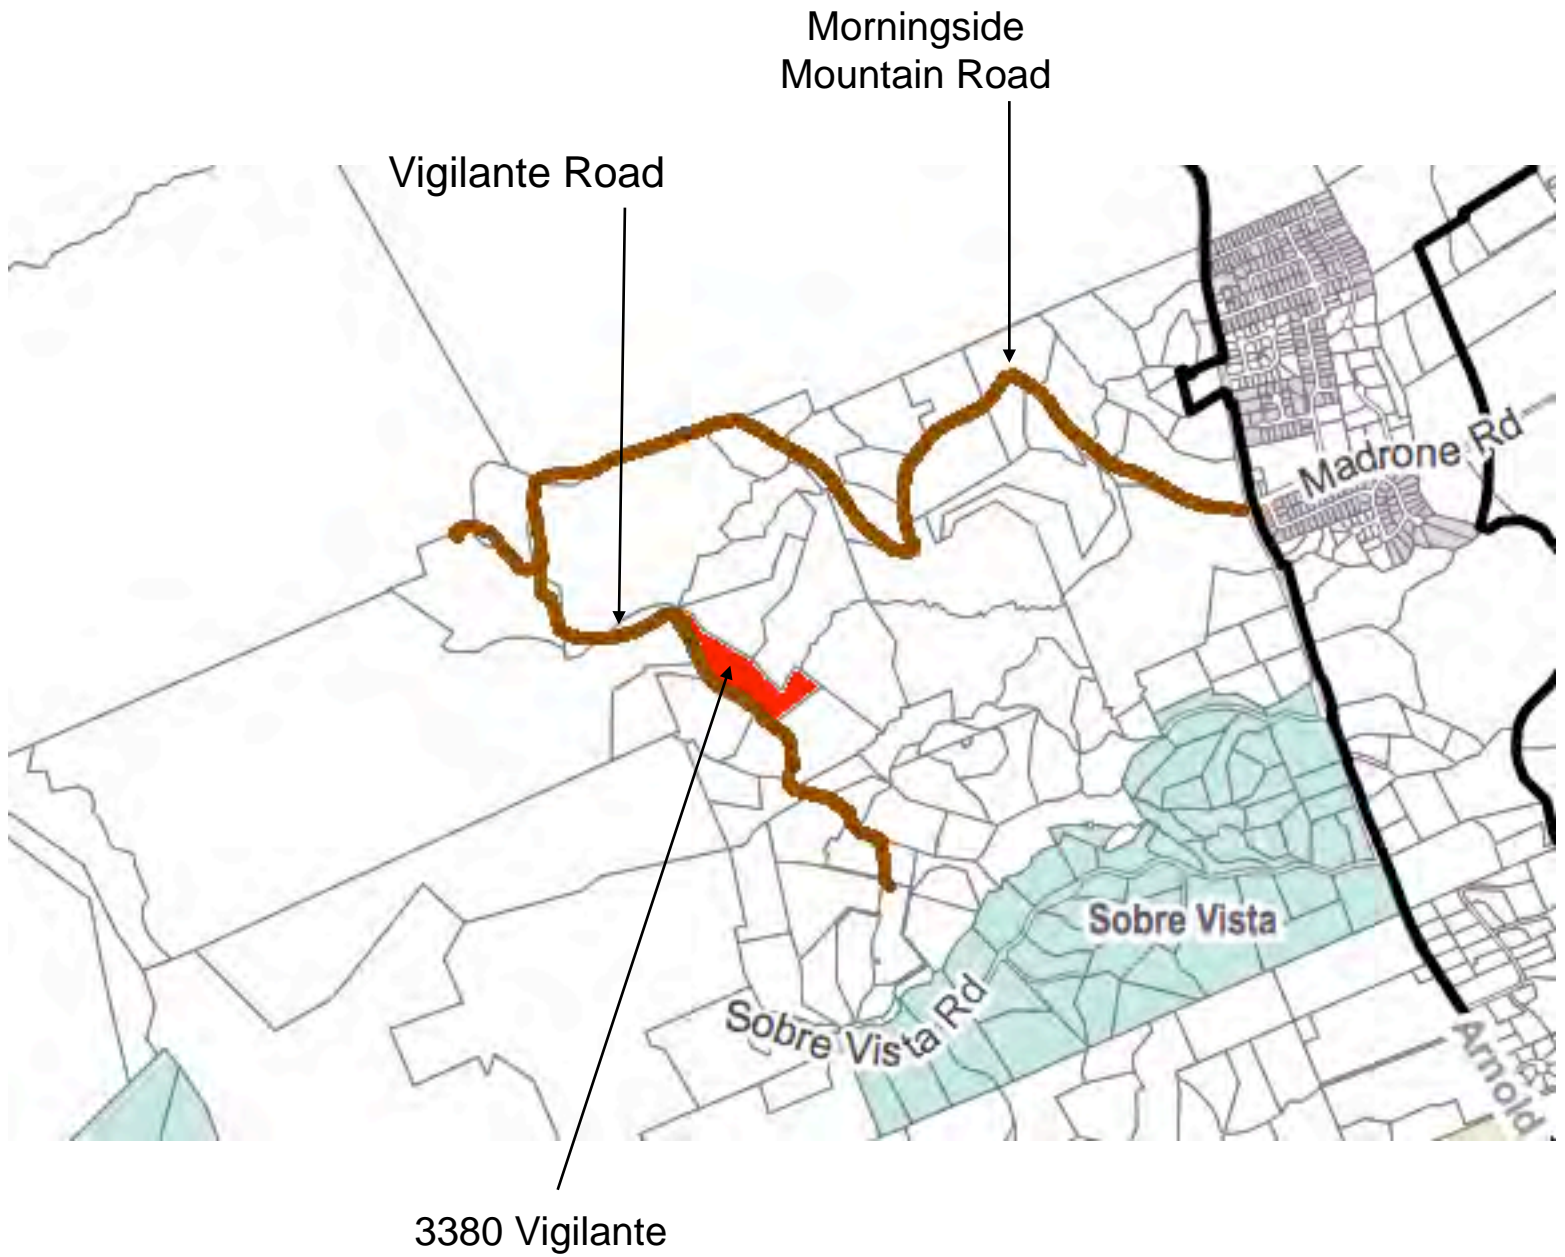 Morningside
Mountain Road
Vigilante Road
Madrone Rd
Sobre Vista
Sobre Vista Rd
Arnold
3380 Vigilante